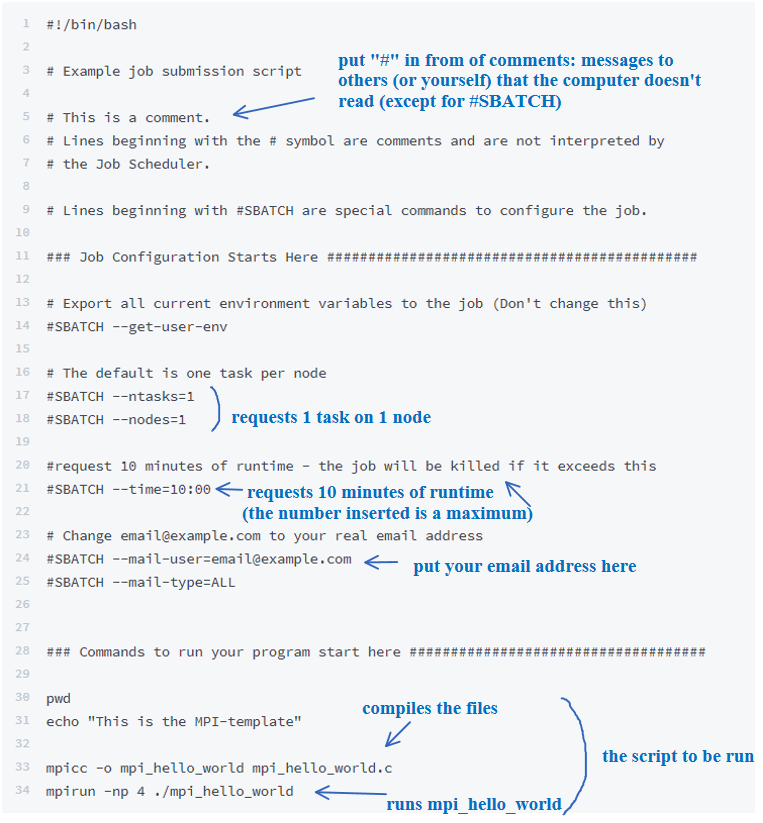 1 #!/bin/bash
2
put "#" in from of comments: messages to
3 # Example job submission script
others (or yourself) that the computer doesn't
4
read (except for #SBATCH)
5 # This is a comment.
6 # Lines beginning with the # symbol are comments and are not interpreted by
7 # the Job Scheduler.
8
9 # Lines beginning with #SBATCH are special commands to configure the job.
10
11 ### Job Configuration Starts Here #############################################
12
13 # Export all current environment variables to the job (Don't change this)
14 #SBATCH --get-user-env
15
16 # The default is one task per node
17 #SBATCH --ntasks=1
18 #SBATCH --nodes=1
requests 1 task on 1 node
19
20 #request 10 minutes of runtime - the job will be killed if it exceeds this
21 #SBATCH --time=10:00
requests 10 minutes of runtime
22
(the number inserted is a maximum)
23 # Change email@example.com to your real email address
24 #SBATCH --mail-user=email@example.com
put your email address here
25 #SBATCH --mail-type=ALL
26
27
28 ### Commands to run your program start here ####################################
29
30 pwd
compiles the files
31 echo "This is the MPI-template"
32
the script to be run
33 mpicc -o mpi_hello_world mpi_hello_world.c
34 mpirun -np 4 ./mpi_hello_world
runs mpi_hello_world